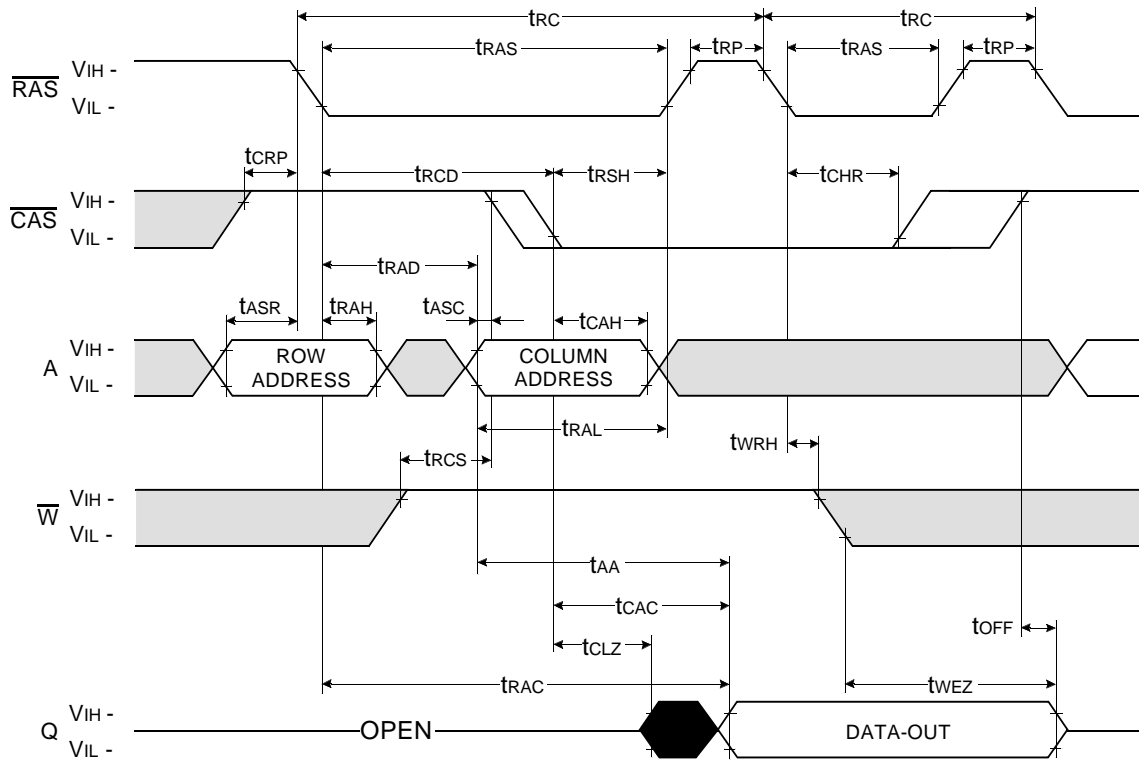 tRC tRC
tRAS tRP tRAS tRP
RAS VIH -
VIL -
tCRP tRCD tRSH tCHR
CAS VIH -
VIL -
tRAD
tASR tRAH tASC tCAH
A VIH -
VIL -
ROW
ADDRESS
COLUMN
ADDRESS
tRAL
tRCS tWRH
W VIH -
VIL -
tAA
tCAC
tCLZ tOFF
tRAC tWEZ
Q VIH -
VIL -
OPEN DATA-OUT